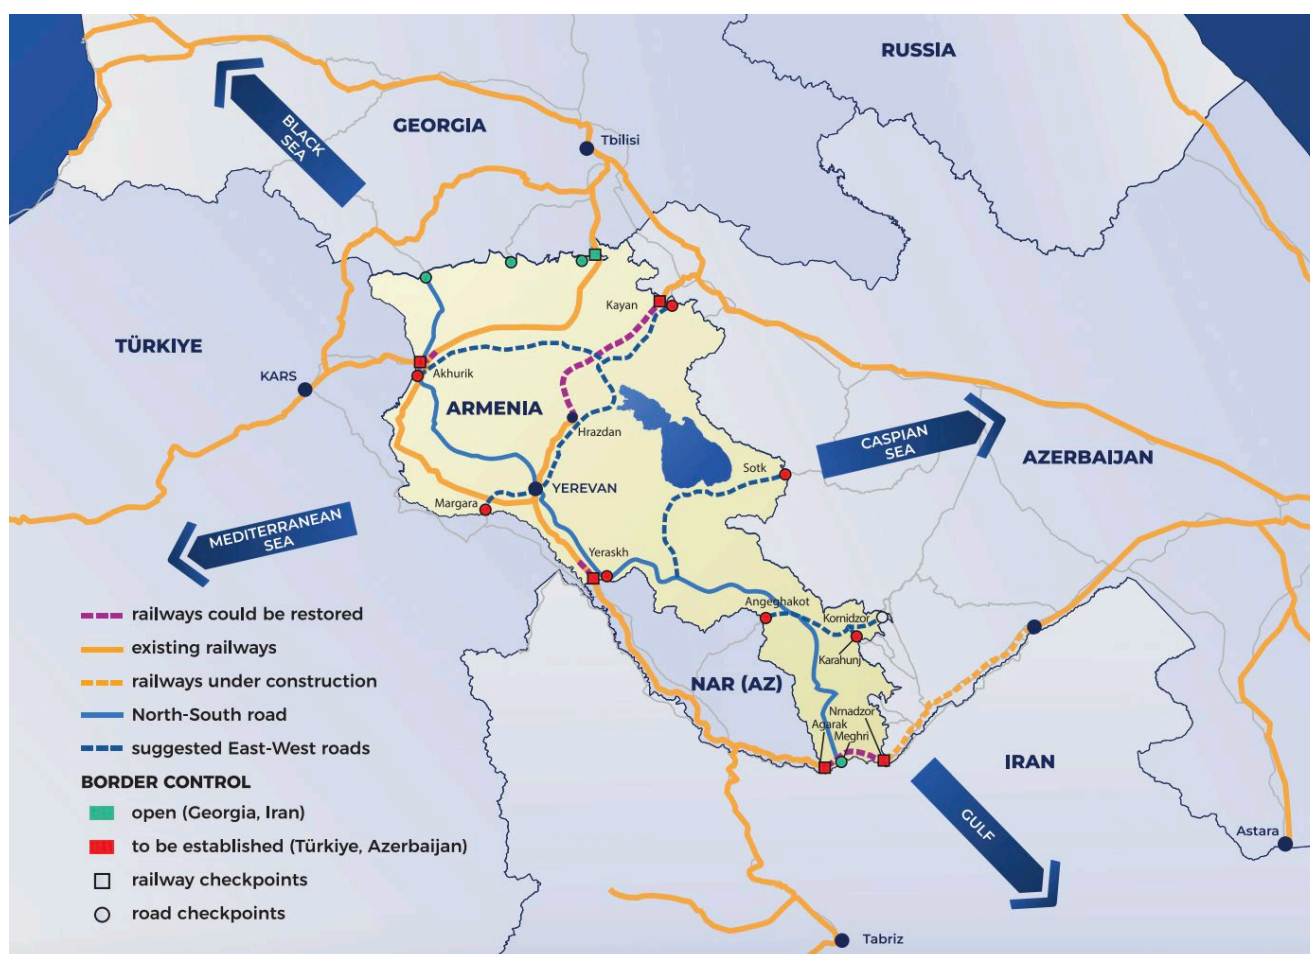 RUSSIA
BLACK
SEA
GEORGIA
Tbilisi
Kayan
TÜRKIYE
KARS
Akhurik
ARMENIA
Hrazdan
CASPIAN
SEA
AZERBAIJAN
Sotk
YEREVAN
Margara
MEDITERRANEAN
SEA
Yeraskh
Angeghakot
Kornidzor
Karahunj
NAR (AZ)
Nrnadzor
Agarak
Meghri
IRAN
GULF
Astara
Tabriz
railways could be restored
existing railways
railways under construction
North-South road
suggested East-West roads
BORDER CONTROL
open (Georgia, Iran)
to be established (Türkiye, Azerbaijan)
railway checkpoints
road checkpoints